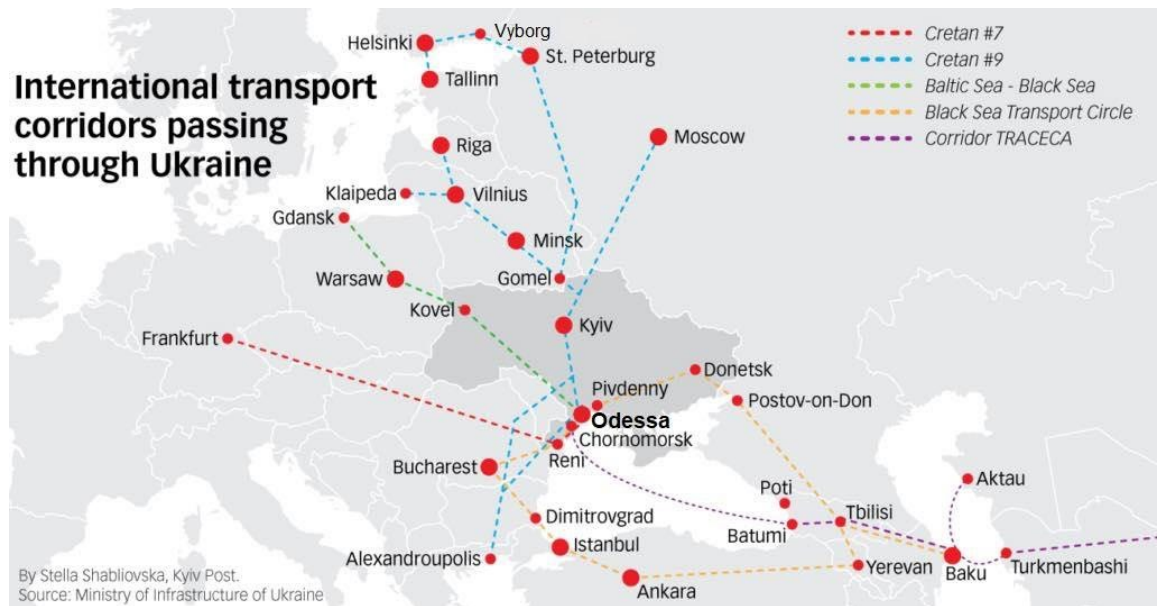 International transport
corridors passing
through Ukraine
Cretan #7
Cretan #9
Baltic Sea - Black Sea
Black Sea Transport Circle
Corridor TRACECA
Vyborg
Helsinki
St. Peterburg
Tallinn
Moscow
Riga
Klaipeda
Vilnius
Gdansk
Minsk
Warsaw
Gomel
Kovel
Kyiv
Frankfurt
Donetsk
Pivdenny
Postov-on-Don
Odessa
Chornomorsk
Reni
Bucharest
Aktau
Poti
Tbilisi
Dimitrovgrad
Batumi
Istanbul
Alexandroupolis
Yerevan
Baku
Turkmenbashi
Ankara
By Stella Shabliovska, Kyiv Post.
Source: Ministry of Infrastructure of Ukraine